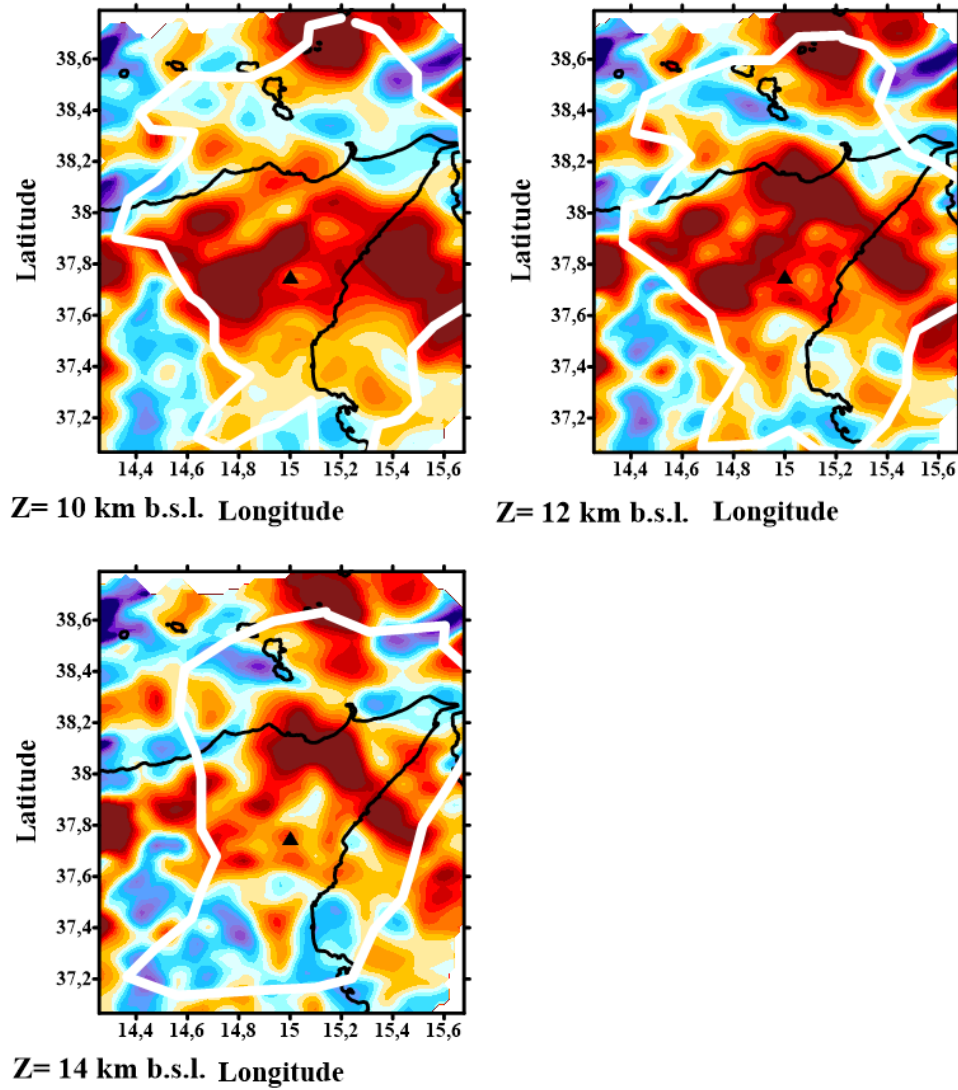 38,6
38,4
38,2
38
37,8
37,6
37,4
37,2
Latitude
14,4 14,6 14,8 15 15,2 15,4 15,6
Z= 10 km b.s.l. Longitude
38,6
38,4
38,2
38
37,8
37,6
37,4
37,2
Latitude
14,4 14,6 14,8 15 15,2 15,4 15,6
Z= 12 km b.s.l. Longitude
38,6
38,4
38,2
38
37,8
37,6
37,4
37,2
Latitude
14,4 14,6 14,8 15 15,2 15,4 15,6
Z= 14 km b.s.l. Longitude